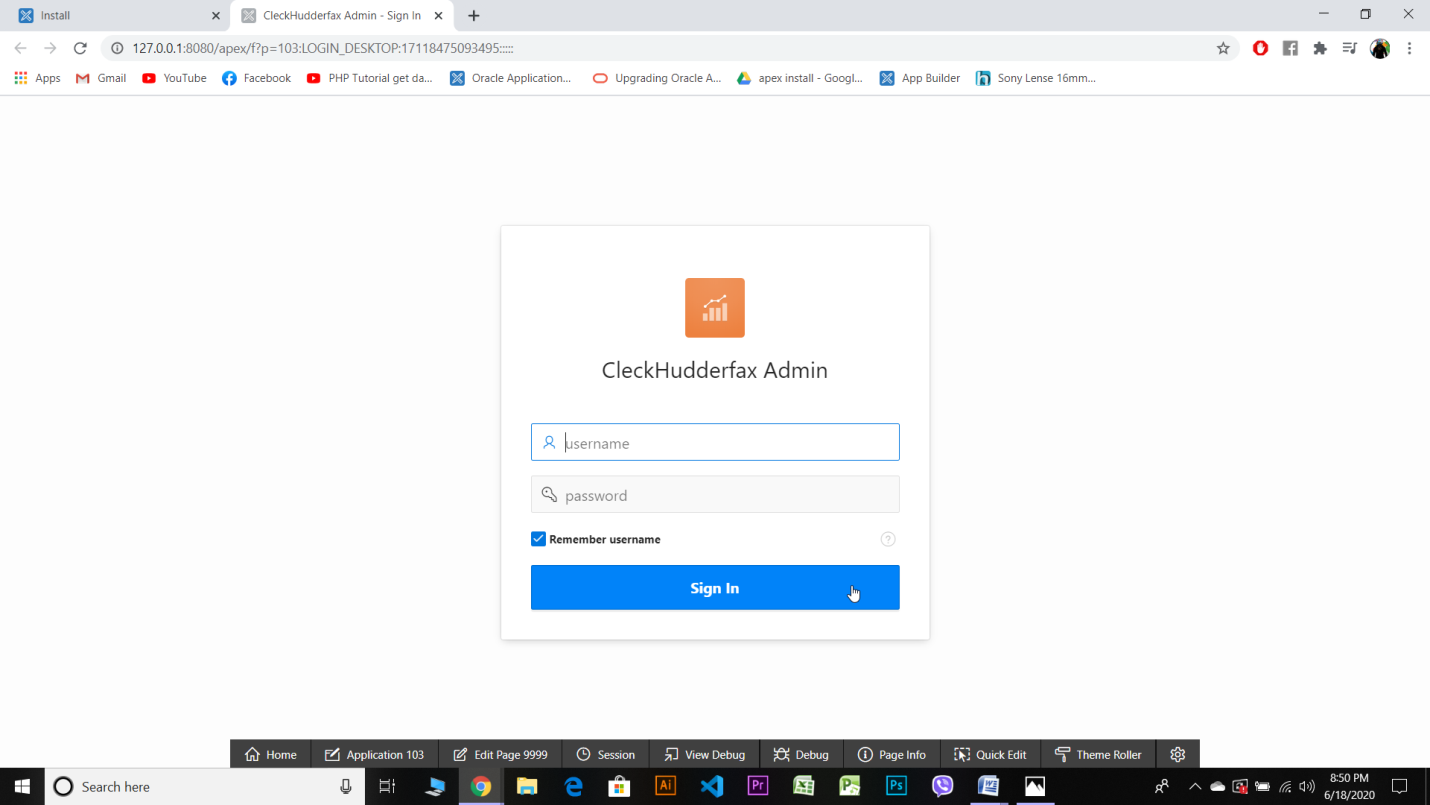 Install
CleckHudderfax Admin - Sign In
127.0.0.1:8080/apex/f?p=103:LOGIN_DESKTOP:17118475093495:::::
Apps
Gmail
YouTube
Facebook
PHP Tutorial get da...
Oracle Application...
Upgrading Oracle A...
apex install - Googl...
App Builder
Sony Lense 16mm...
CleckHudderfax Admin
username
password
Remember username
?
Sign In
Home
Application 103
Edit Page 9999
Session
View Debug
Debug
Page Info
Quick Edit
Theme Roller
Search here
Ai
Pr
Ps
8:50 PM
6/18/2020